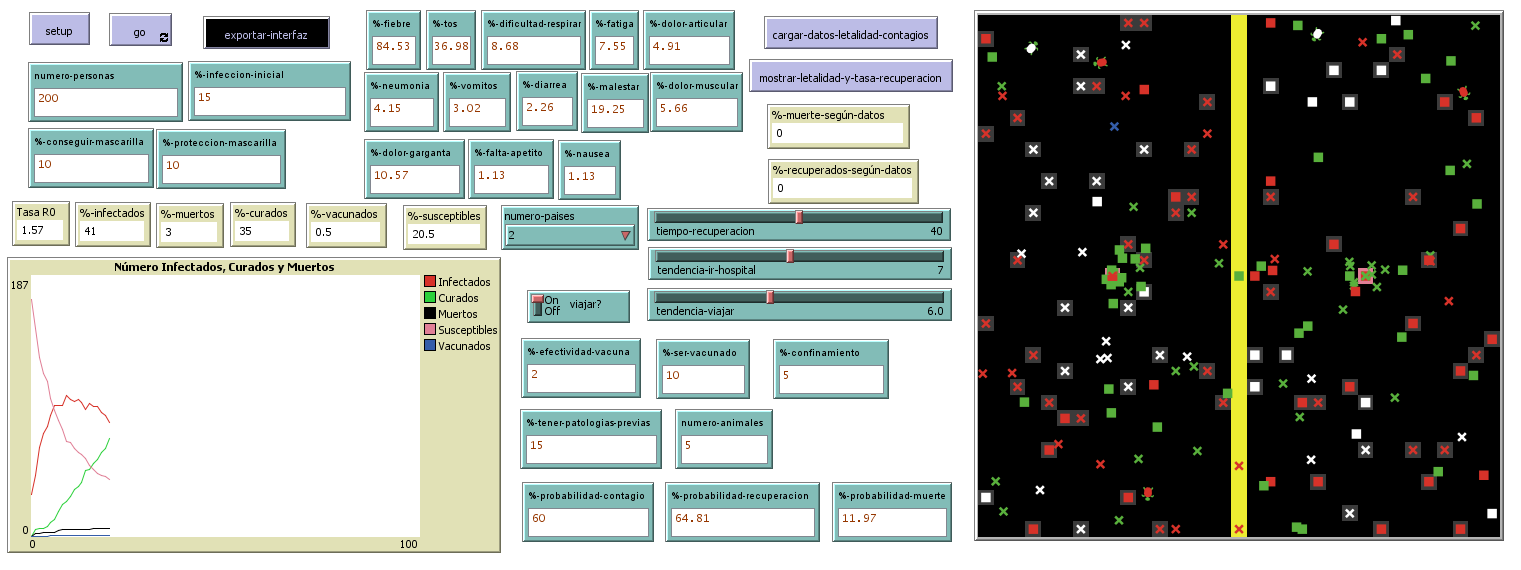 setup
go
exportar-interfaz
%-fiebre
84.53
%-tos
36.98
%-dificultad-respirar
8.68
%-fatiga
7.55
%-dolor-articular
4.91
cargar-datos-letalidad-contagios
numero-personas
200
%-infeccion-inicial
15
%-neumonia
4.15
%-vomitos
3.02
%-diarrea
2.26
%-malestar
19.25
%-dolor-muscular
5.66
mostrar-letalidad-y-tasa-recuperacion
%-muerte-según-datos
0
%-conseguir-mascarilla
10
%-proteccion-mascarilla
10
%-dolor-garganta
10.57
%-falta-apetito
1.13
%-nausea
1.13
%-recuperados-según-datos
0
Tasa R0
1.57
%-infectados
41
%-muertos
3
%-curados
35
%-vacunados
0.5
%-susceptibles
20.5
numero-paises
2
tiempo-recuperacion 40
tendencia-ir-hospital 7
tendencia-viajar 6.0
On
Off
viajar?
Número Infectados, Curados y Muertos
187
0
0
100
Infectados
Curados
Muertos
Susceptibles
Vacunados
%-efectividad-vacuna
2
%-ser-vacunado
10
%-confinamiento
5
%-tener-patologias-previas
15
numero-animales
5
%-probabilidad-contagio
60
%-probabilidad-recuperacion
64.81
%-probabilidad-muerte
11.97